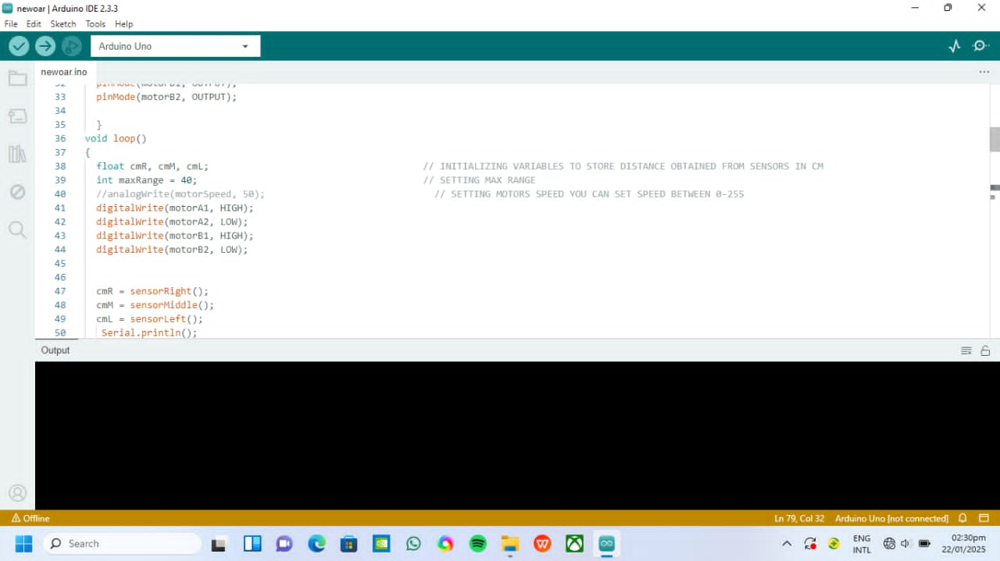 newoar | Arduino IDE 2.3.3
File Edit Sketch Tools Help
Arduino Uno
newoar.ino
32 pinMode(motorB1, OUTPUT);
33 pinMode(motorB2, OUTPUT);
34
35 }
36 void loop()
37 {
38 float cmR, cmM, cmL; // INITIALIZING VARIABLES TO STORE DISTANCE OBTAINED FROM SENSORS IN CM
39 int maxRange = 40; // SETTING MAX RANGE
40 //analogWrite(motorSpeed, 50); // SETTING MOTORS SPEED YOU CAN SET SPEED BETWEEN 0-255
41 digitalWrite(motorA1, HIGH);
42 digitalWrite(motorA2, LOW);
43 digitalWrite(motorB1, HIGH);
44 digitalWrite(motorB2, LOW);
45
46
47 cmR = sensorRight();
48 cmM = sensorMiddle();
49 cmL = sensorLeft();
50 Serial.println();
Output
Offline
Ln 79, Col 32 Arduino Uno [not connected]
Search
ENG
INTL
02:30pm
22/01/2025